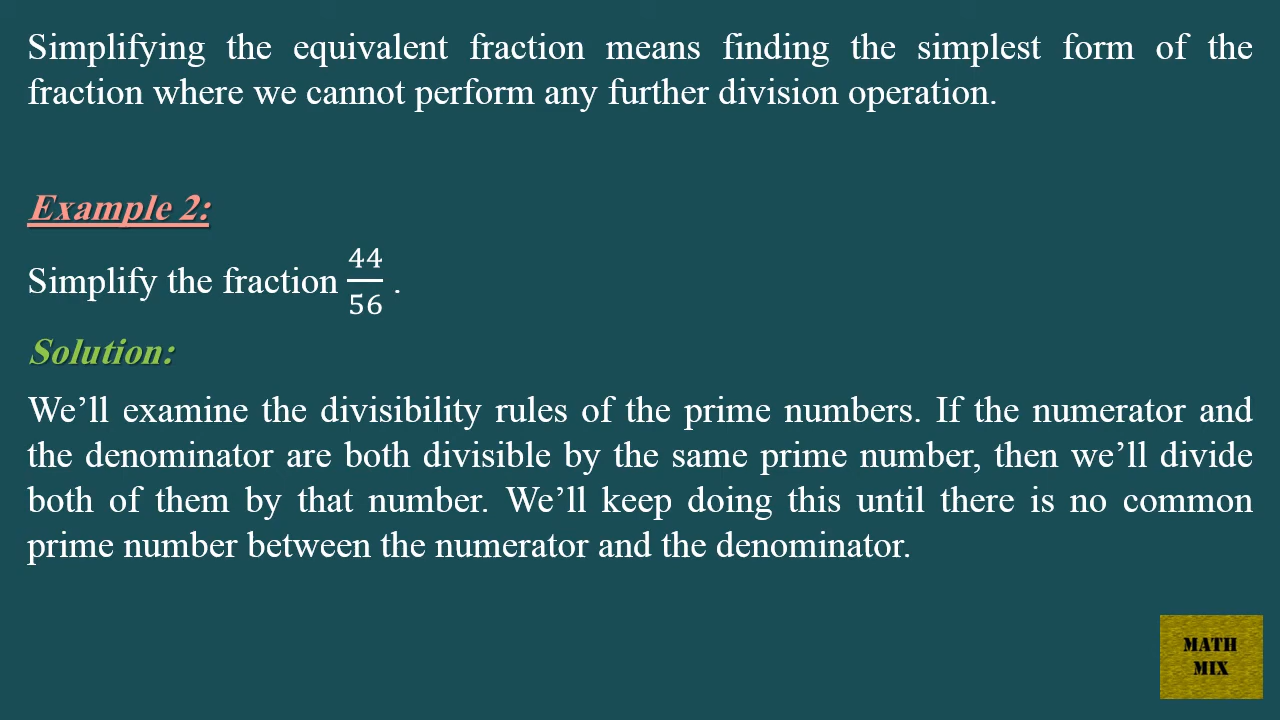 Simplifying the equivalent fraction means finding the simplest form of the
fraction where we cannot perform any further division operation.
Example 2:
Simplify the fraction 44/56 .
Solution:
We’ll examine the divisibility rules of the prime numbers. If the numerator and
the denominator are both divisible by the same prime number, then we’ll divide
both of them by that number. We’ll keep doing this until there is no common
prime number between the numerator and the denominator.
MATH
MIX